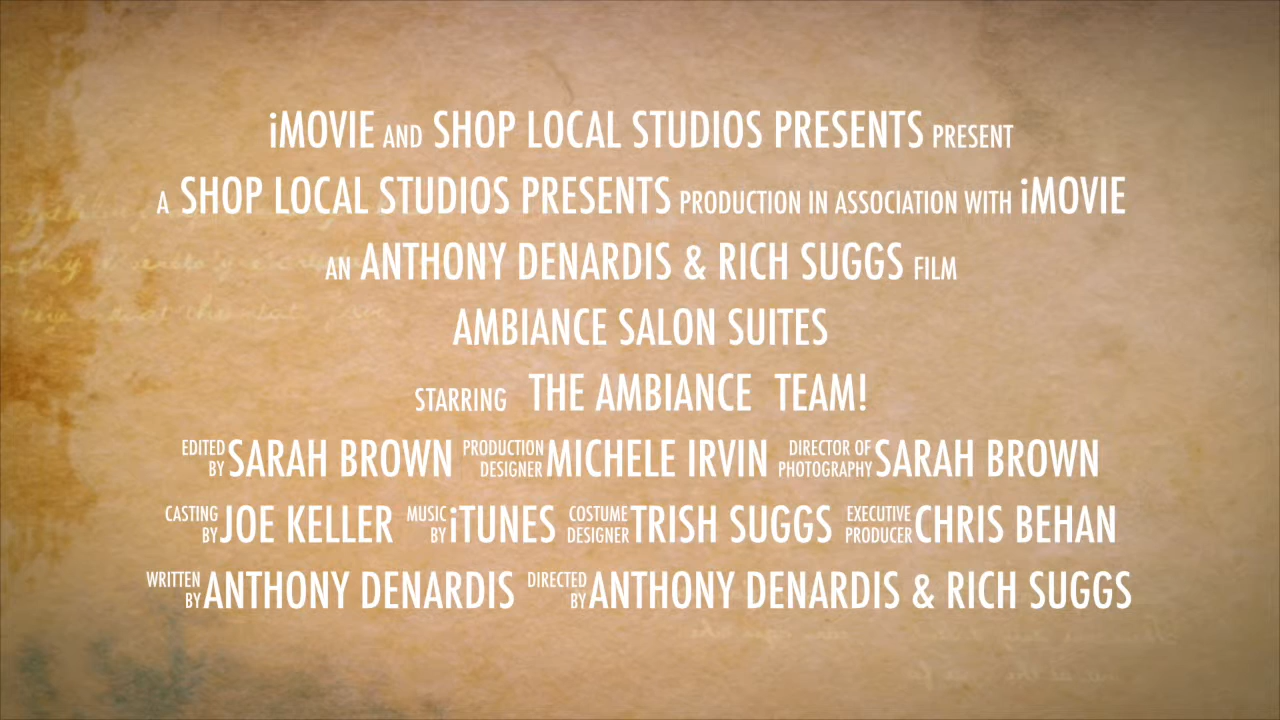 iMOVIE AND SHOP LOCAL STUDIOS PRESENTS PRESENT
A SHOP LOCAL STUDIOS PRESENTS PRODUCTION IN ASSOCIATION WITH iMOVIE
AN ANTHONY DENARDIS & RICH SUGGS FILM
AMBIANCE SALON SUITES
STARRING THE AMBIANCE TEAM!
EDITED BY SARAH BROWN PRODUCTION DESIGNER MICHELE IRVIN DIRECTOR OF PHOTOGRAPHY SARAH BROWN
CASTING BY JOE KELLER MUSIC BY iTUNES COSTUME DESIGNER TRISH SUGGS EXECUTIVE PRODUCER CHRIS BEHAN
WRITTEN BY ANTHONY DENARDIS DIRECTED BY ANTHONY DENARDIS & RICH SUGGS